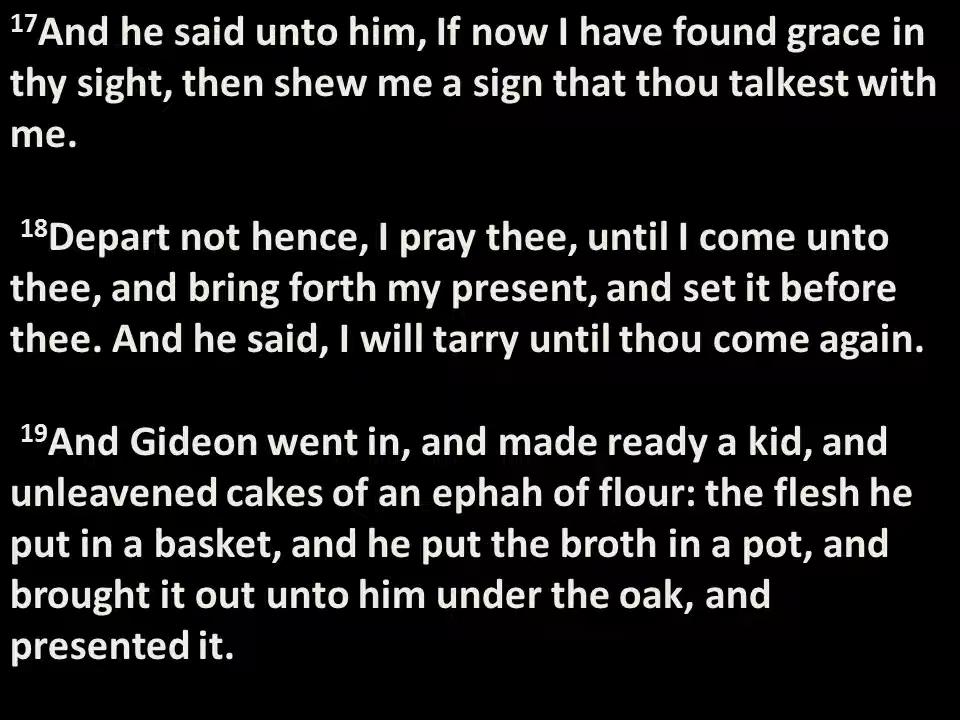 17And he said unto him, If now I have found grace in
thy sight, then shew me a sign that thou talkest with
me.
18Depart not hence, I pray thee, until I come unto
thee, and bring forth my present, and set it before
thee. And he said, I will tarry until thou come again.
19And Gideon went in, and made ready a kid, and
unleavened cakes of an ephah of flour: the flesh he
put in a basket, and he put the broth in a pot, and
brought it out unto him under the oak, and
presented it.